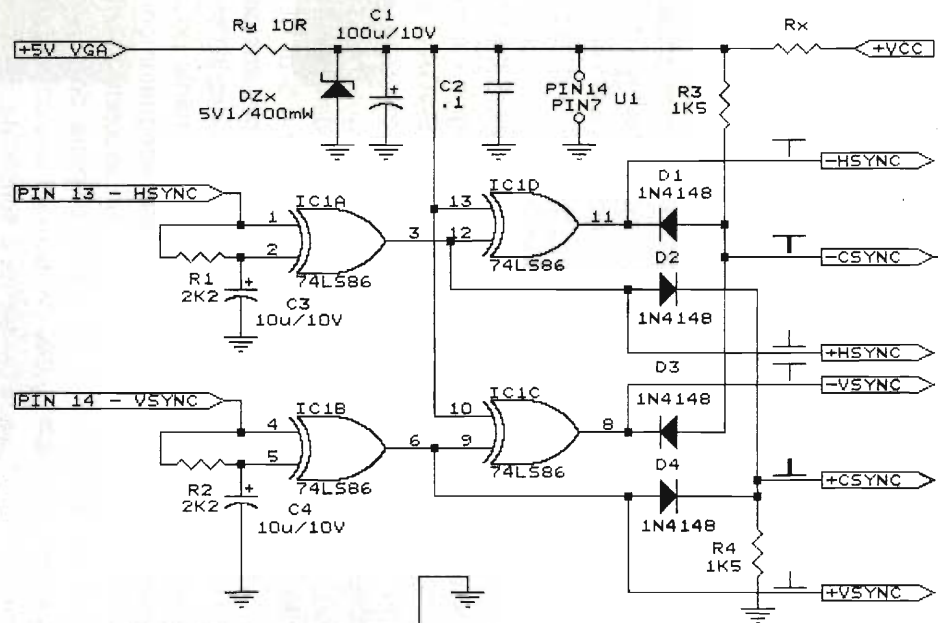 C1
Ry 10R
100u/10V
Rx
+5V VGA
+VCC
DZx
5V1/400mW
C2
.1
PIN14
PIN7
U1
R3
1K5
-HSYNC
PIN 13 - HSYNC
IC1A
IC1D
D1
1N4148
1
2
3
13
12
11
74LS86
74LS86
R1
2K2
C3
10u/10V
D2
1N4148
-CSYNC
+HSYNC
D3
1N4148
-VSYNC
PIN 14 - VSYNC
IC1B
IC1C
4
5
6
10
9
8
74LS86
74LS86
D4
1N4148
+CSYNC
R2
2K2
C4
10u/10V
R4
1K5
+VSYNC